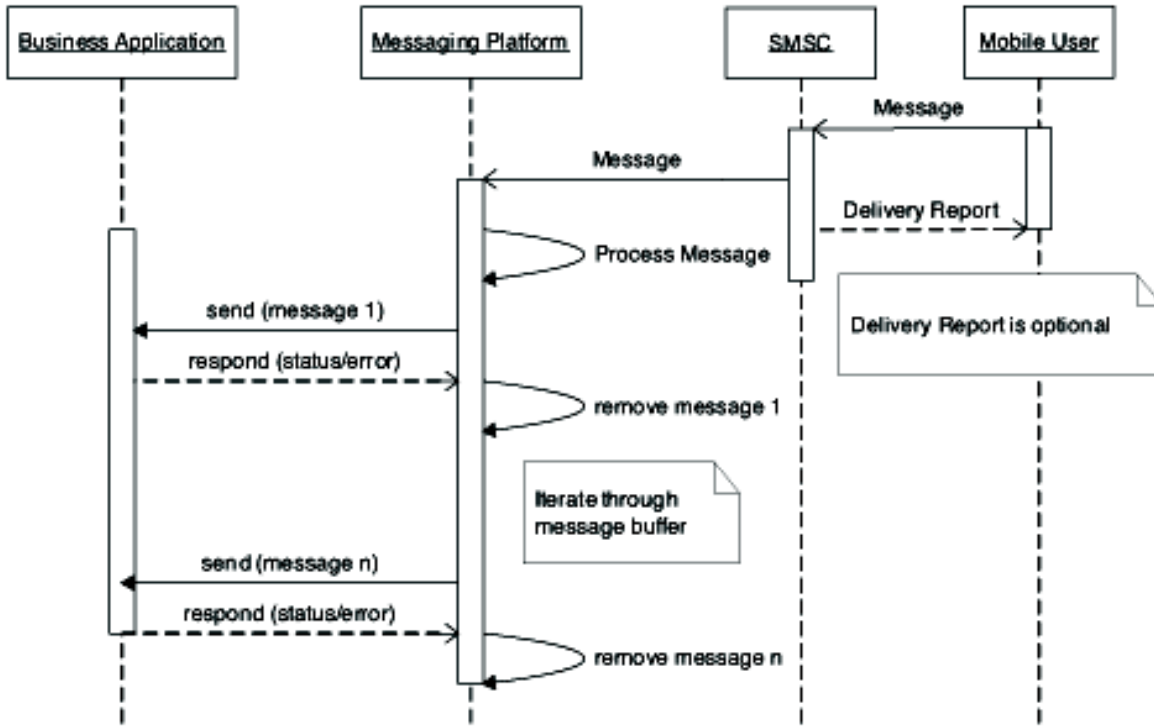 Business Application
Messaging Platform
SMSC
Mobile User
Message
Message
Delivery Report
Process Message
send (message 1)
Delivery Report is optional
respond (status/error)
remove message 1
Iterate through
message buffer
send (message n)
respond (status/error)
remove message n